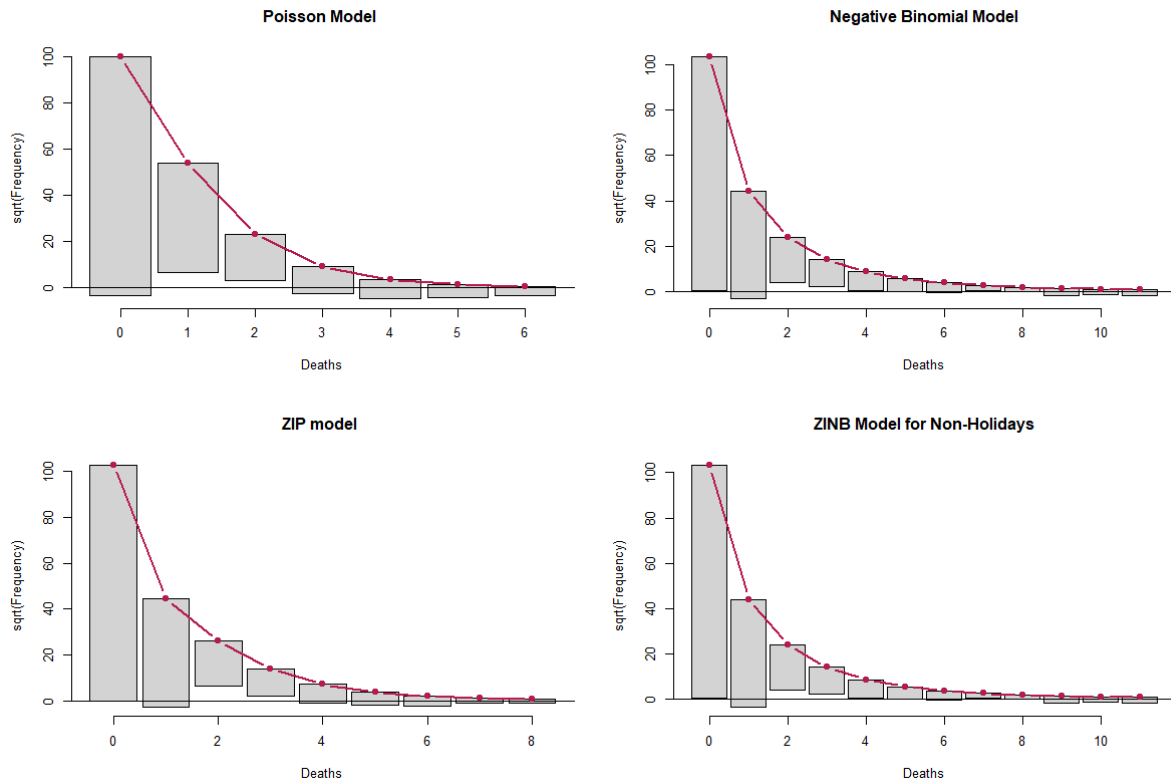 Poisson Model
sqrt(Frequency)
0 20 40 60 80 100
0 1 2 3 4 5 6
Deaths
Negative Binomial Model
sqrt(Frequency)
0 20 40 60 80 100
0 2 4 6 8 10
Deaths
ZIP model
sqrt(Frequency)
0 20 40 60 80 100
0 2 4 6 8
Deaths
ZINB Model for Non-Holidays
sqrt(Frequency)
0 20 40 60 80 100
0 2 4 6 8 10
Deaths